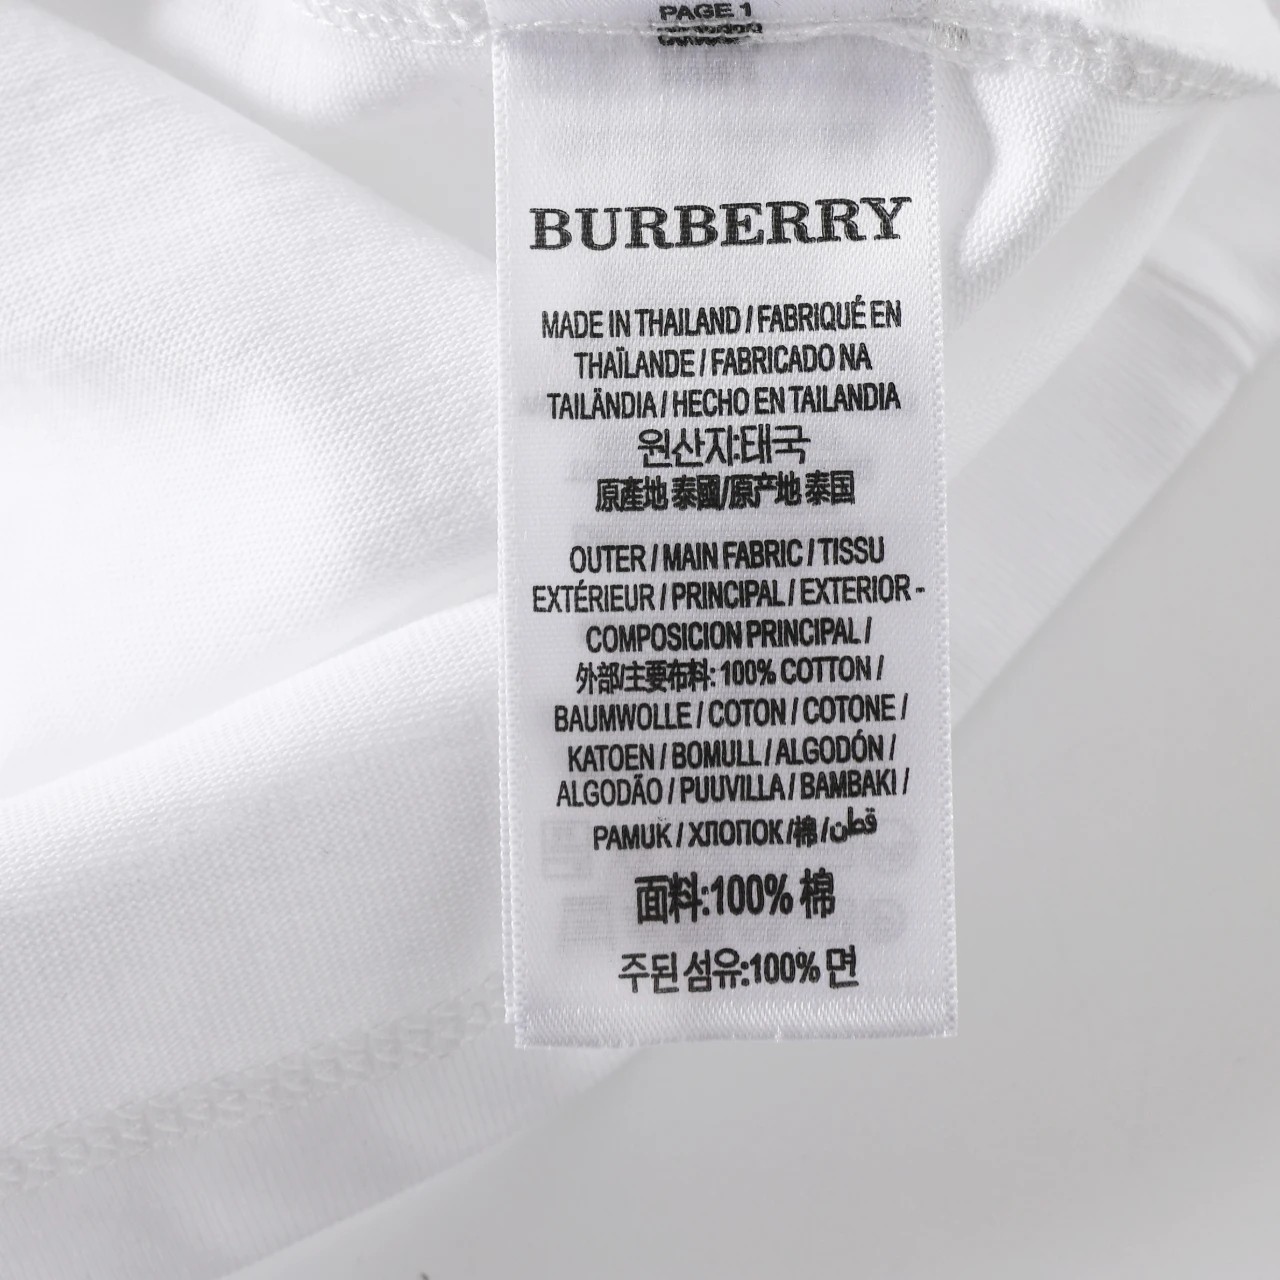 PAGE 1
BURBERRY
MADE IN THAILAND / FABRIQUÉ EN
THAÏLANDE / FABRICADO NA
TAILÄNDIA / HECHO EN TAILANDIA
원산지:태국
原產地 泰國/原产地 泰国
OUTER / MAIN FABRIC / TISSU
EXTÉRIEUR / PRINCIPAL / EXTERIOR -
COMPOSICION PRINCIPAL /
外部/主要布料: 100% COTTON /
BAUMWOLLE / COTON / COTONE /
KATOEN / BOMULL / ALGODÓN /
ALGODÃO / PUUVILLA / BAMBAKI /
PAMUK / ХЛОПОК /棉 /قطن
面料:100% 棉
주된 섬유:100% 면